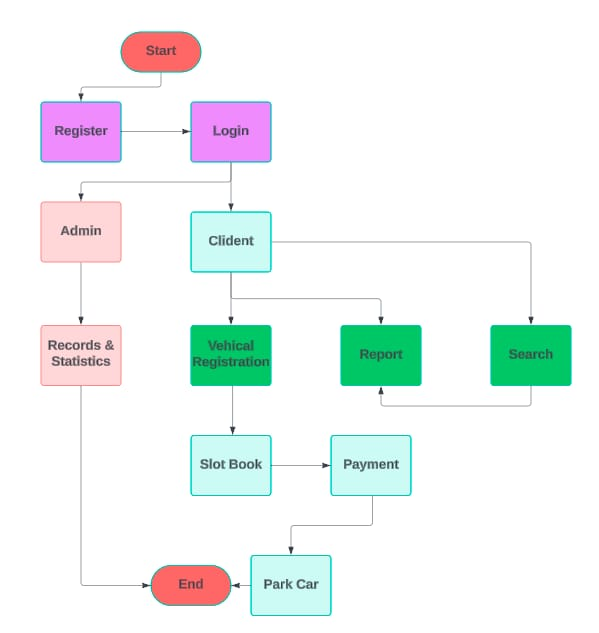 Start
Register
Login
Admin
Clident
Records &
Statistics
Vehical
Registration
Report
Search
Slot Book
Payment
End
Park Car